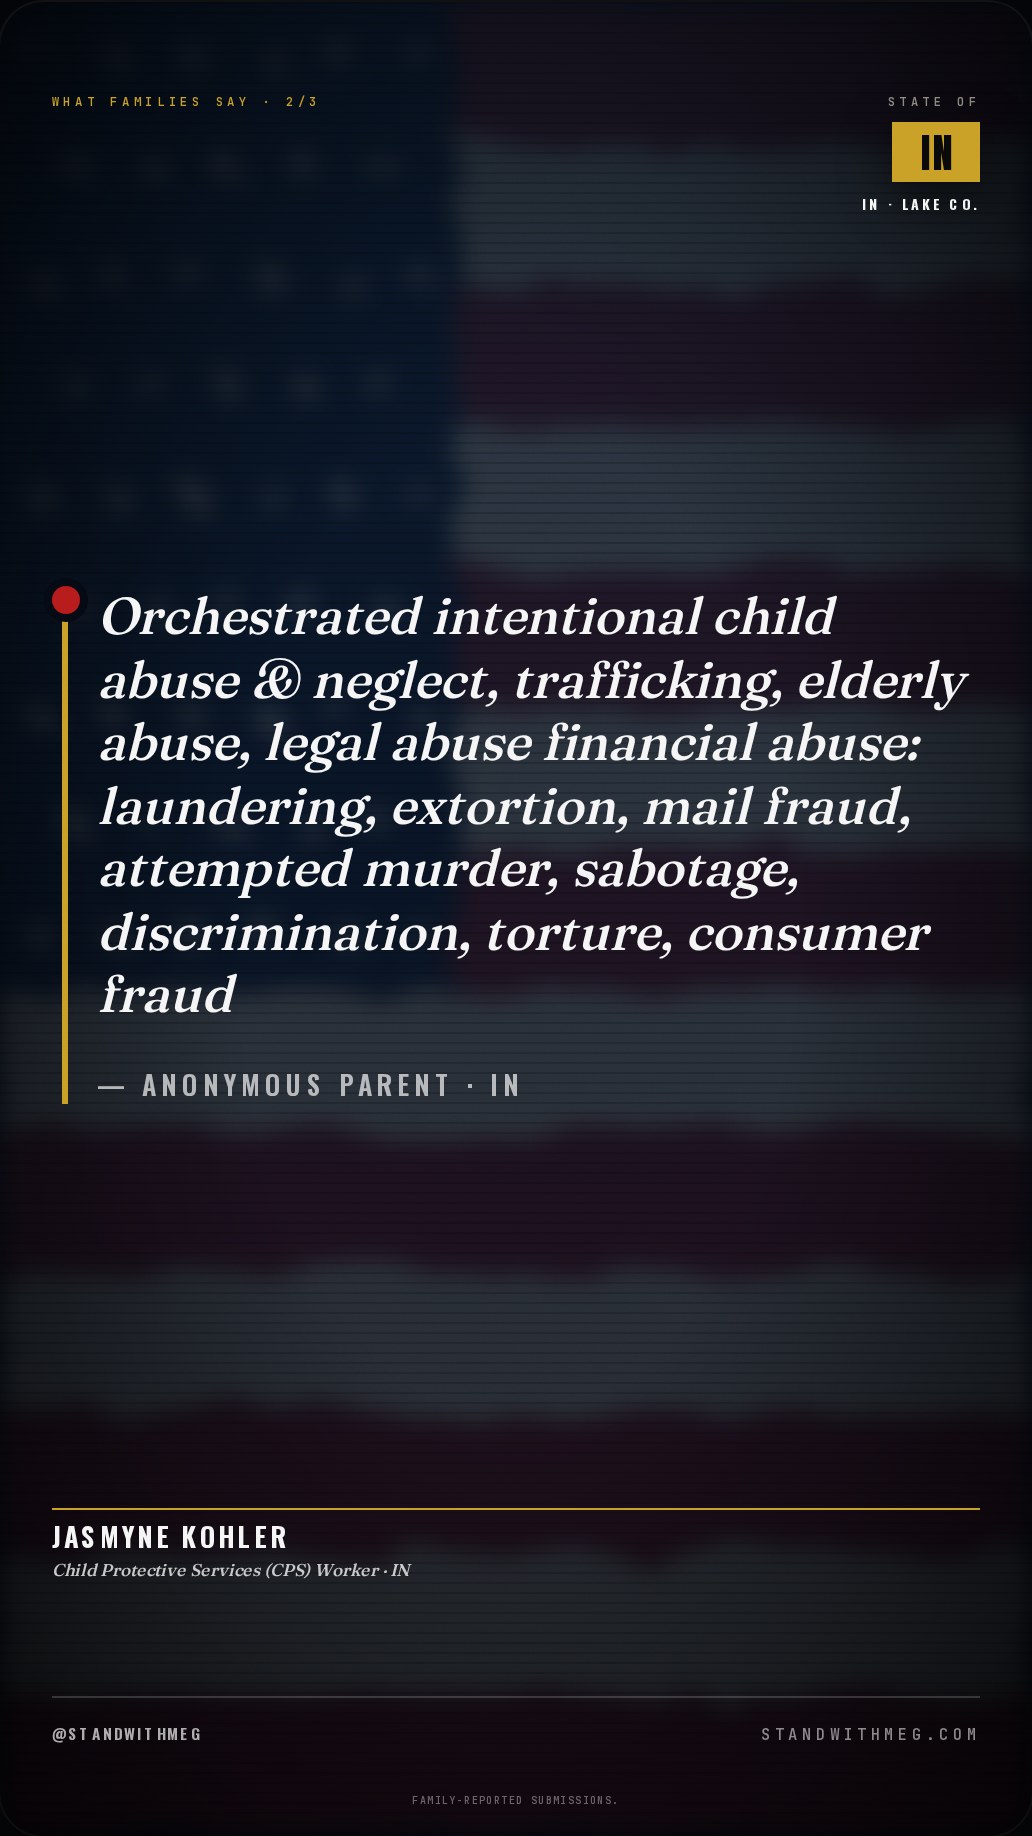 WHAT FAMILIES SAY · 2/3
STATE OF
IN
IN · LAKE CO.
Orchestrated intentional child
abuse & neglect, trafficking, elderly
abuse, legal abuse financial abuse:
laundering, extortion, mail fraud,
attempted murder, sabotage,
discrimination, torture, consumer
fraud
— ANONYMOUS PARENT · IN
JASMYNE KOHLER
Child Protective Services (CPS) Worker · IN
@STANDWITHMEG
STANDWITHMEG.COM
FAMILY-REPORTED SUBMISSIONS.